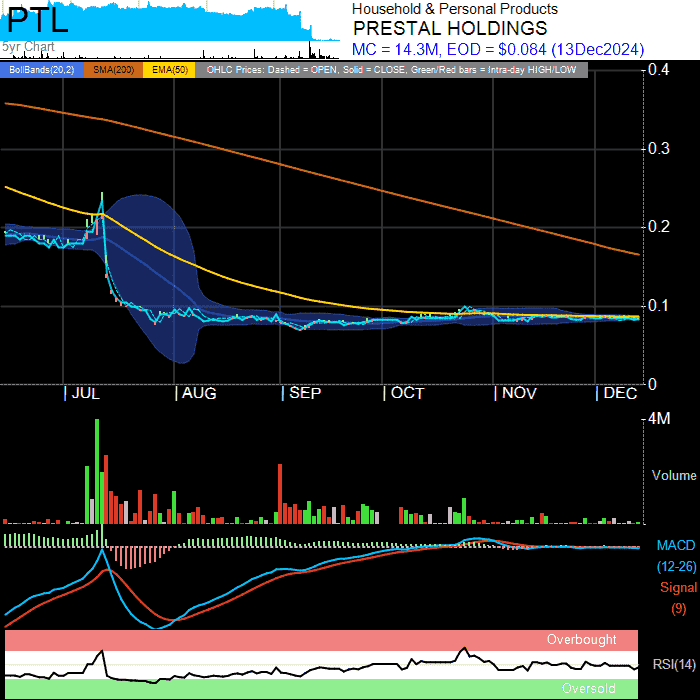 PTL
5yr Chart
Household & Personal Products
PRESTAL HOLDINGS
MC = 14.3M, EOD = $0.084 (13Dec2024)
BollBands(20,2) SMA(200) EMA(50) OHLC Prices: Dashed = OPEN, Solid = CLOSE, Green/Red bars = Intra-day HIGH/LOW
0.4
0.3
0.2
0.1
0
JUL AUG SEP OCT NOV DEC
4M
Volume
MACD
(12-26)
Signal
(9)
Overbought
RSI(14)
Oversold